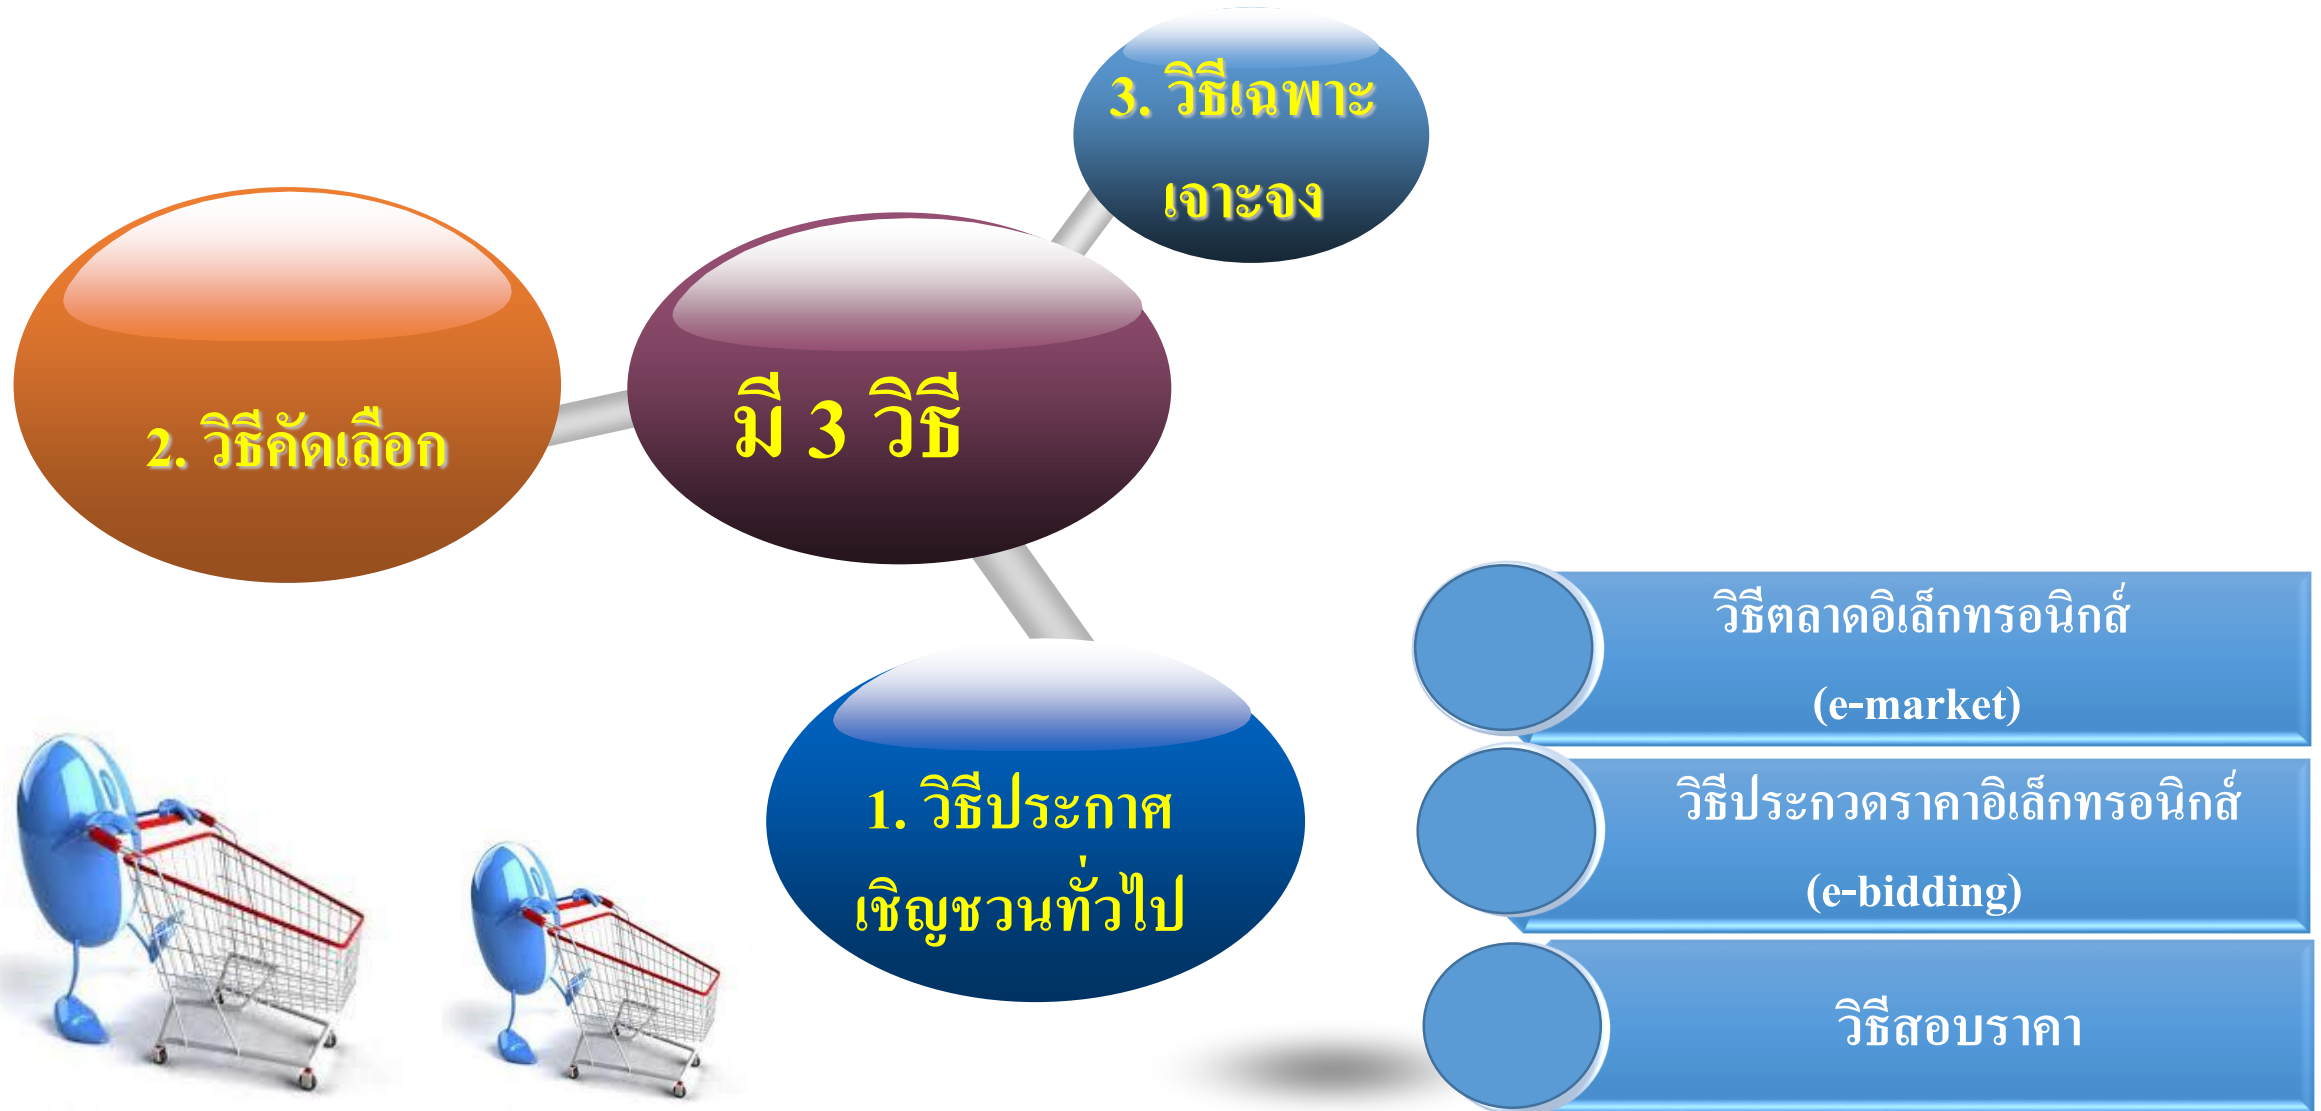 3. วิธีเฉพาะ
เจาะจง
2. วิธีคัดเลือก
มี 3 วิธี
1. วิธีประกาศ
เชิญชวนทั่วไป
วิธีตลาดอิเล็กทรอนิกส์
(e-market)
วิธีประกวดราคาอิเล็กทรอนิกส์
(e-bidding)
วิธีสอบราคา